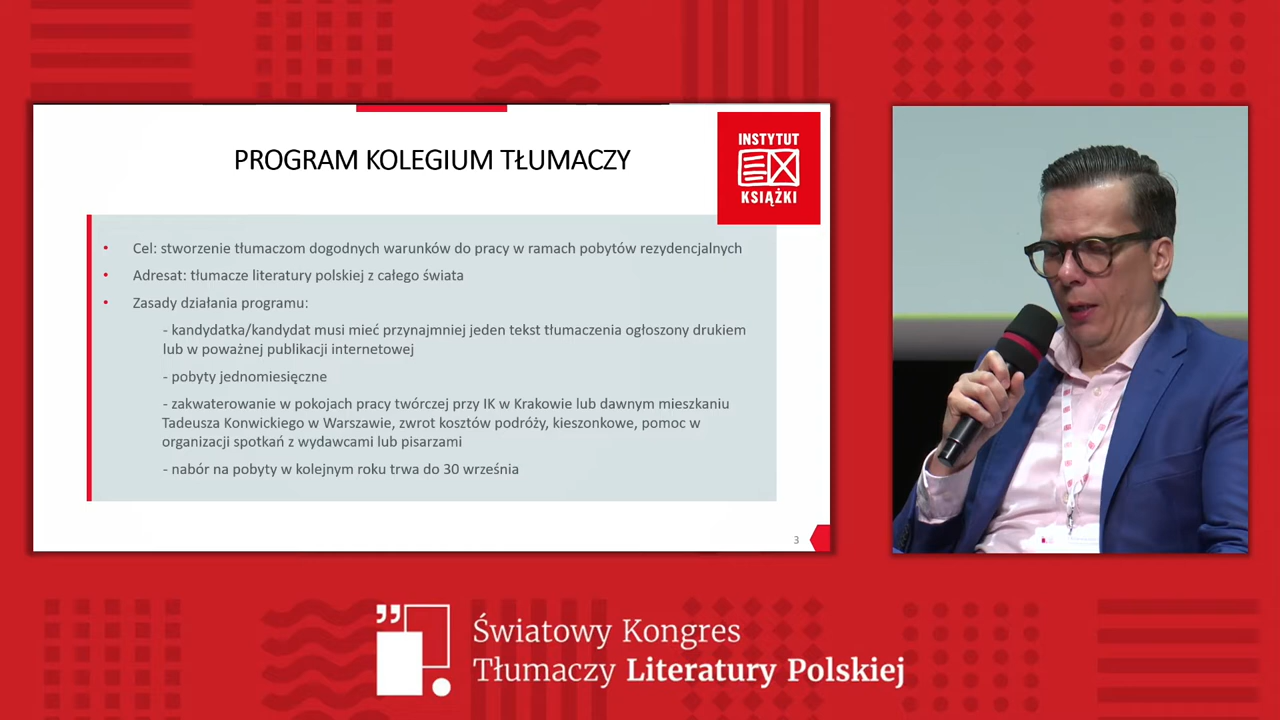 PROGRAM KOLEGIUM TŁUMACZY
INSTYTUT
KSIĄŻKI
• Cel: stworzenie tłumaczom dogodnych warunków do pracy w ramach pobytów rezydencjalnych
• Adresat: tłumacze literatury polskiej z całego świata
• Zasady działania programu:
- kandydatka/kandydat musi mieć przynajmniej jeden tekst tłumaczenia ogłoszony drukiem
lub w poważnej publikacji internetowej
- pobyty jednomiesięczne
- zakwaterowanie w pokojach pracy twórczej przy IK w Krakowie lub dawnym mieszkaniu
Tadeusza Konwickiego w Warszawie, zwrot kosztów podróży, kieszonkowe, pomoc w
organizacji spotkań z wydawcami lub pisarzami
- nabór na pobyty w kolejnym roku trwa do 30 września
3
Światowy Kongres
Tłumaczy Literatury Polskiej